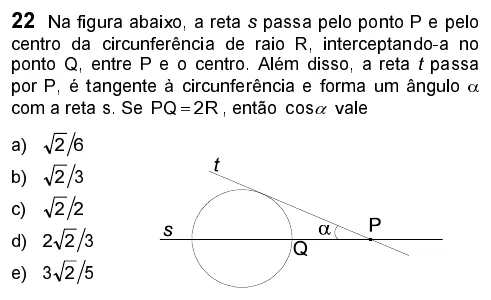 22 Na figura abaixo, a reta s passa pelo ponto P e pelo
centro da circunferência de raio R, interceptando-a no
ponto Q, entre P e o centro. Além disso, a reta t passa
por P, é tangente à circunferência e forma um ângulo α
com a reta s. Se PQ = 2R , então cosα vale
a) √2/6
b) √2/3
c) √2/2
d) 2√2/3
e) 3√2/5
t
s
α
P
Q